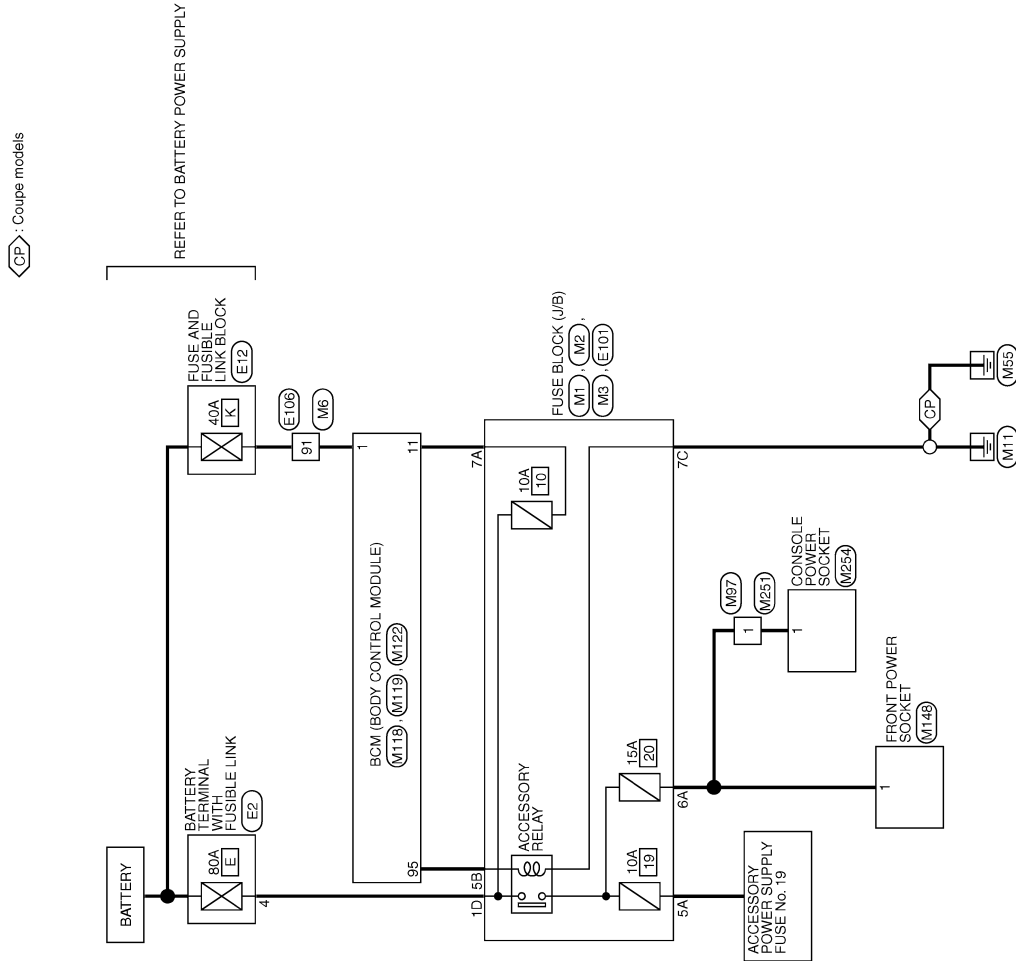 CP : Coupe models
REFER TO BATTERY POWER SUPPLY
BATTERY
BATTERY
TERMINAL
WITH
FUSIBLE LINK
E2
80A
E
4
FUSE AND
FUSIBLE
LINK BLOCK
E12
40A
K
E106
M6
91
BCM (BODY CONTROL MODULE)
M118 , M119 , M122
1
11
95
FUSE BLOCK (J/B)
M1 , M2 ,
M3 , E101
1D
5B
7A
ACCESSORY
RELAY
10A
10
10A
19
15A
20
5A
6A
7C
ACCESSORY
POWER SUPPLY
FUSE No. 19
FRONT POWER
SOCKET
M148
1
M97
M251
1
CONSOLE
POWER
SOCKET
M254
1
CP
M11
M55